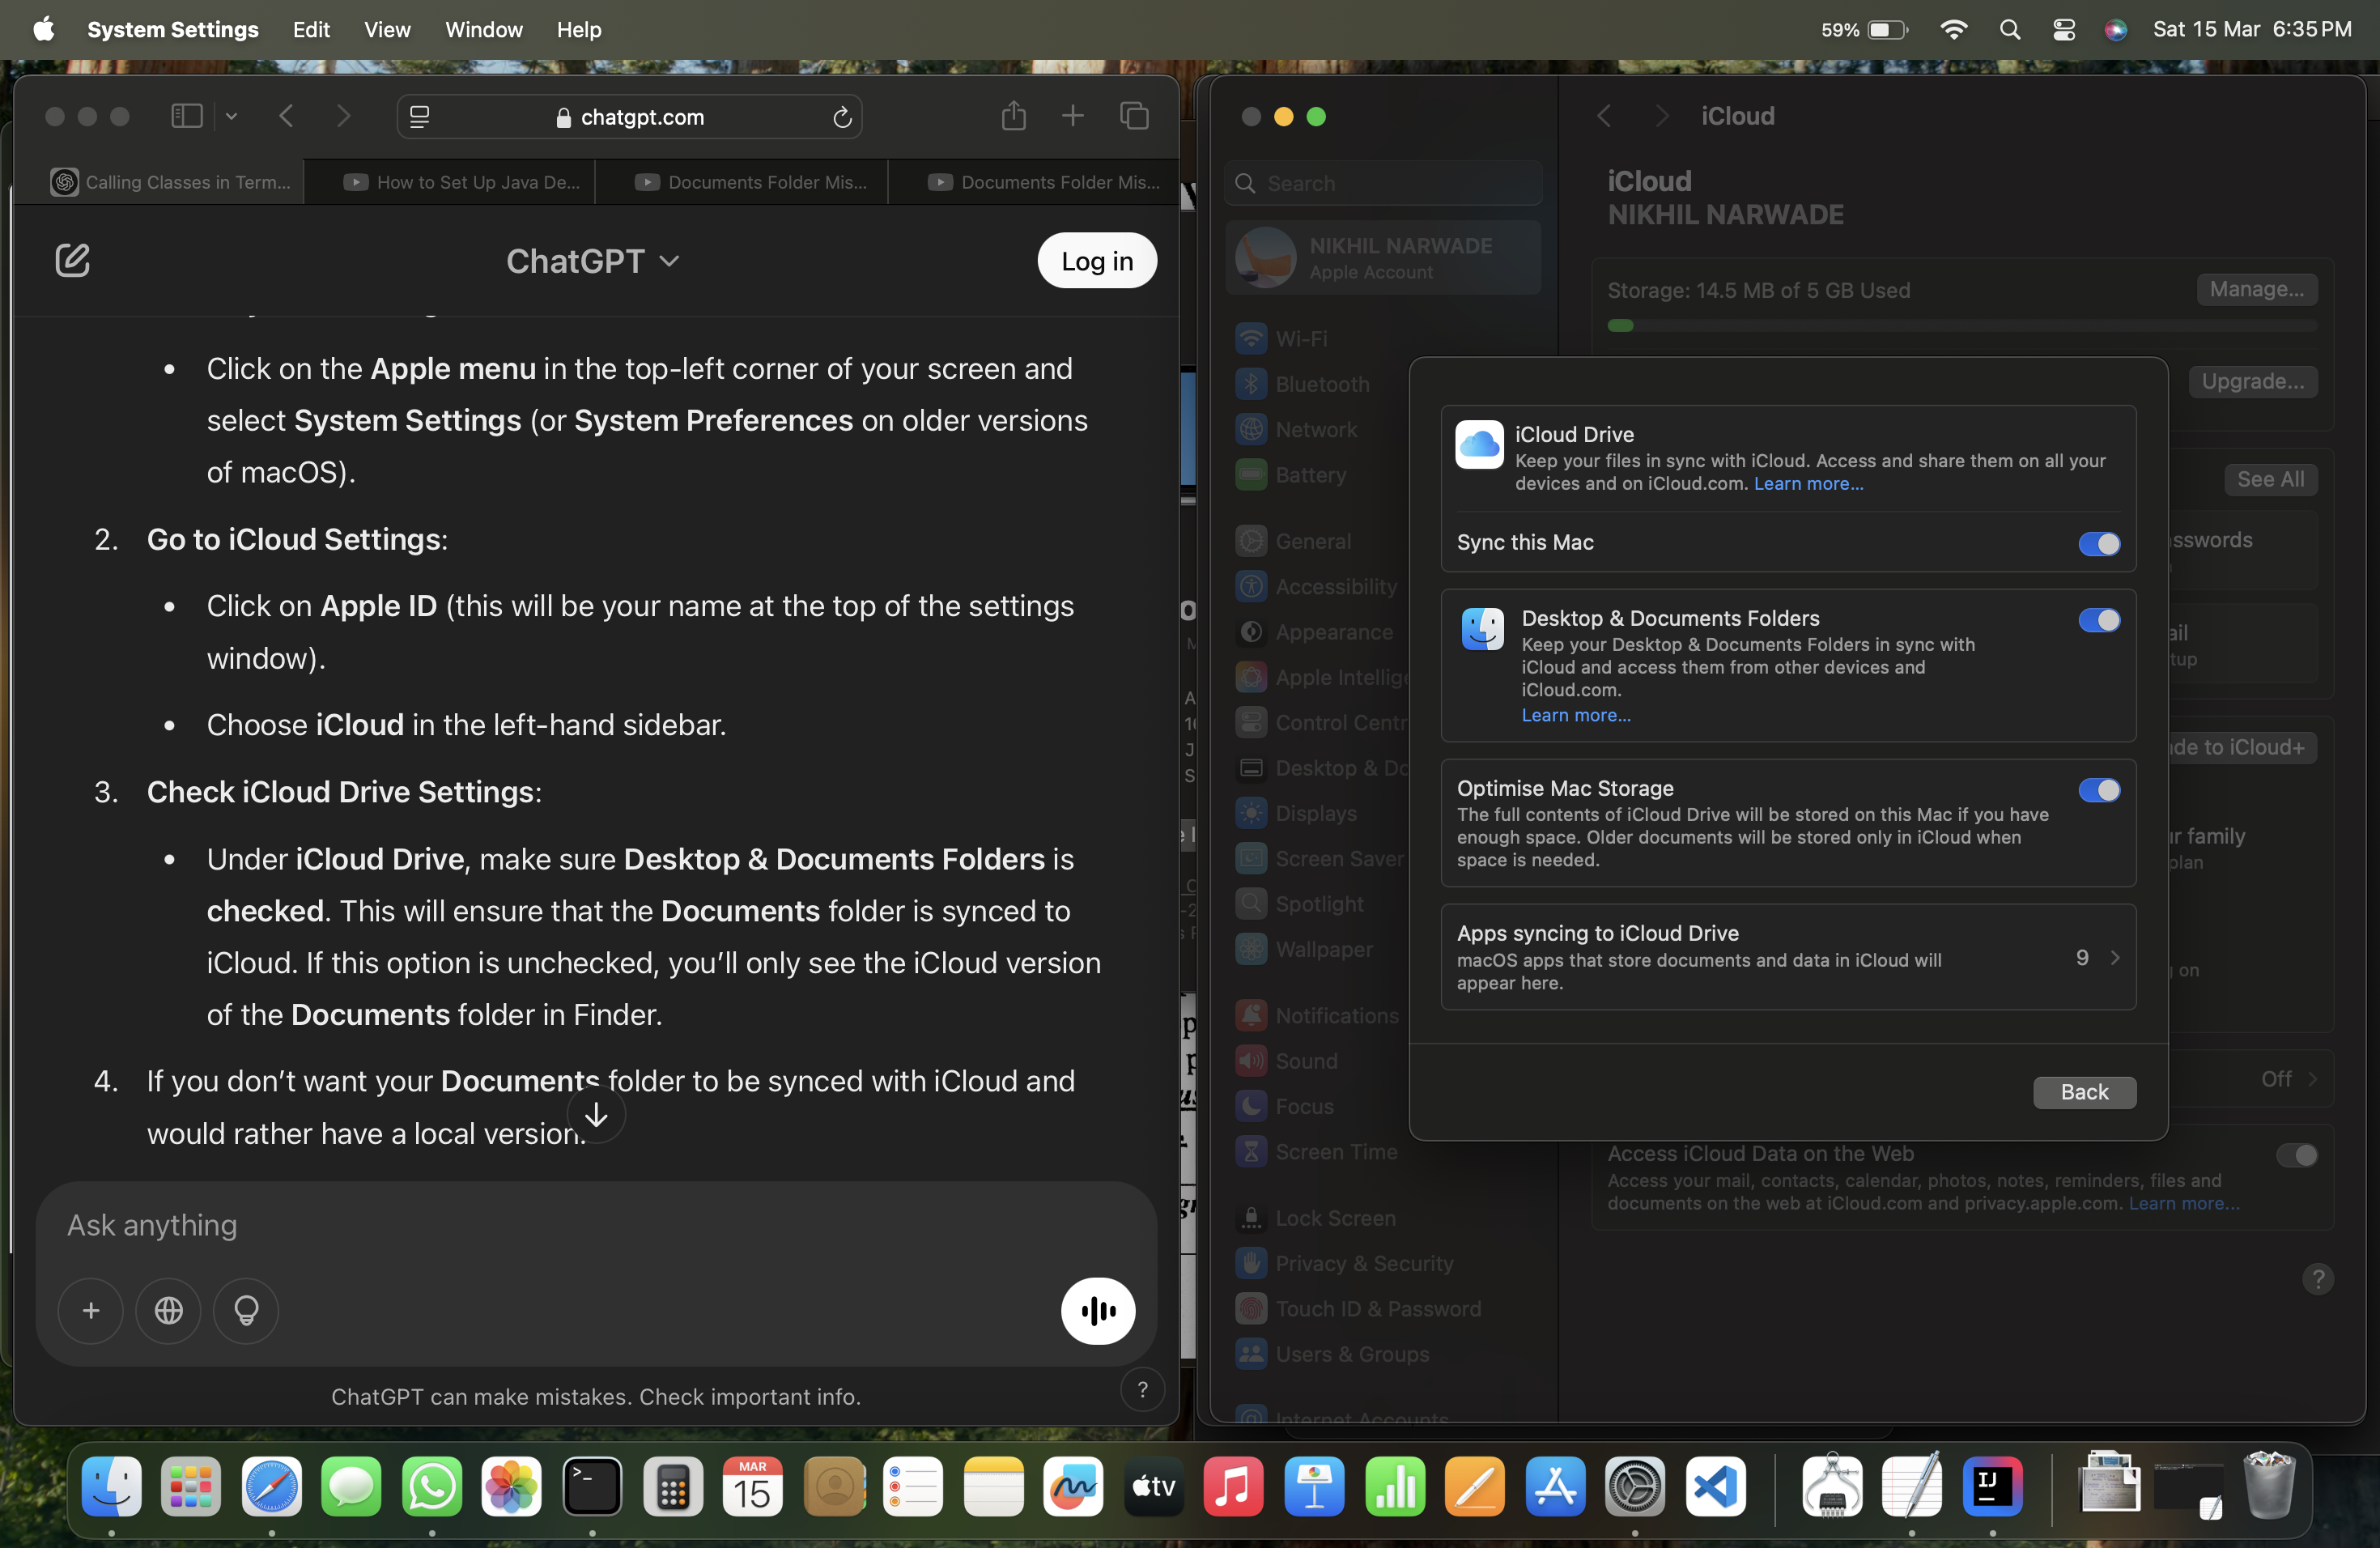 System Settings Edit View Window Help
59% Sat 15 Mar 6:35 PM
chatgpt.com
Calling Classes in Term...
How to Set Up Java De...
Documents Folder Mis...
Documents Folder Mis...
ChatGPT
Log in
• Click on the Apple menu in the top-left corner of your screen and
select System Settings (or System Preferences on older versions
of macOS).
2. Go to iCloud Settings:
• Click on Apple ID (this will be your name at the top of the settings
window).
• Choose iCloud in the left-hand sidebar.
3. Check iCloud Drive Settings:
• Under iCloud Drive, make sure Desktop & Documents Folders is
checked. This will ensure that the Documents folder is synced to
iCloud. If this option is unchecked, you’ll only see the iCloud version
of the Documents folder in Finder.
4. If you don’t want your Documents folder to be synced with iCloud and
would rather have a local version:
Ask anything
ChatGPT can make mistakes. Check important info.
?
Search
NIKHIL NARWADE
Apple Account
Wi-Fi
Bluetooth
Network
Battery
General
Accessibility
Appearance
Apple Intellige
Control Centr
Desktop & Do
Displays
Screen Saver
Spotlight
Wallpaper
Notifications
Sound
Focus
Screen Time
Lock Screen
Privacy & Security
Touch ID & Password
Users & Groups
Internet Accounts
iCloud
iCloud
NIKHIL NARWADE
Storage: 14.5 MB of 5 GB Used
Manage...
Upgrade...
See All
sswords
ail
tup
de to iCloud+
r family
plan
on
Off
iCloud Drive
Keep your files in sync with iCloud. Access and share them on all your
devices and on iCloud.com. Learn more...
Sync this Mac
Desktop & Documents Folders
Keep your Desktop & Documents Folders in sync with
iCloud and access them from other devices and
iCloud.com.
Learn more...
Optimise Mac Storage
The full contents of iCloud Drive will be stored on this Mac if you have
enough space. Older documents will be stored only in iCloud when
space is needed.
Apps syncing to iCloud Drive
macOS apps that store documents and data in iCloud will
appear here.
9
Back
Access iCloud Data on the Web
Access your mail, contacts, calendar, photos, notes, reminders, files and
documents on the web at iCloud.com and privacy.apple.com. Learn more...
?
MAR
15
tv
IJ